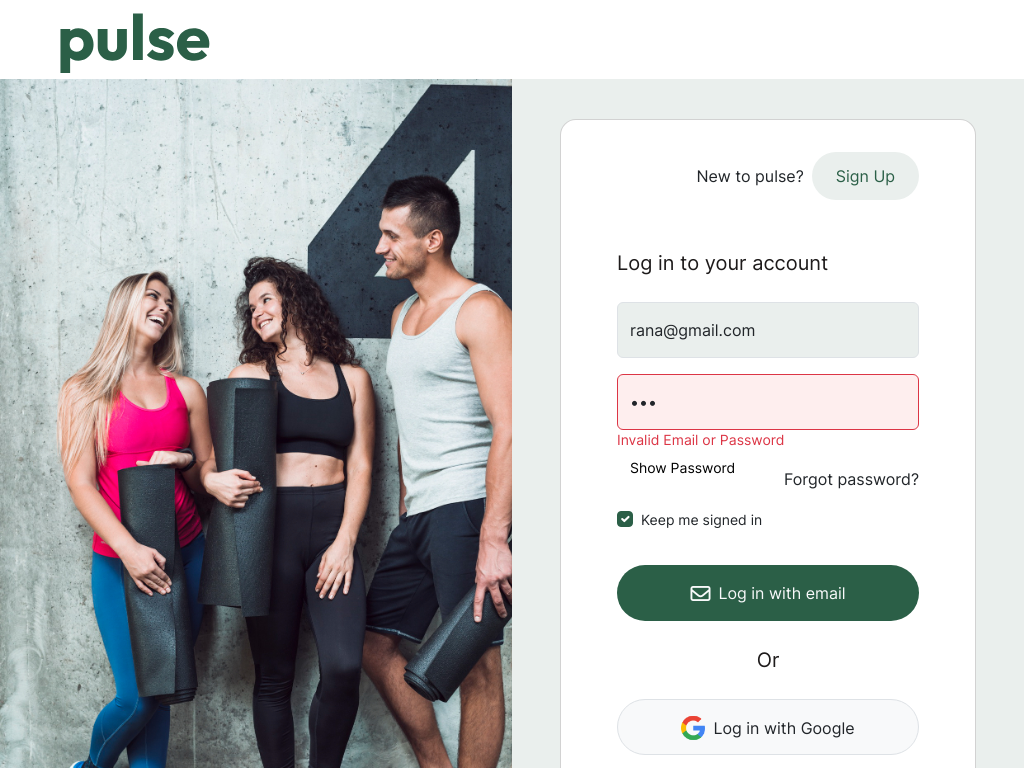 pulse
New to pulse? Sign Up
Log in to your account
rana@gmail.com
•••
Invalid Email or Password
Show Password
Forgot password?
Keep me signed in
Log in with email
Or
Log in with Google
4